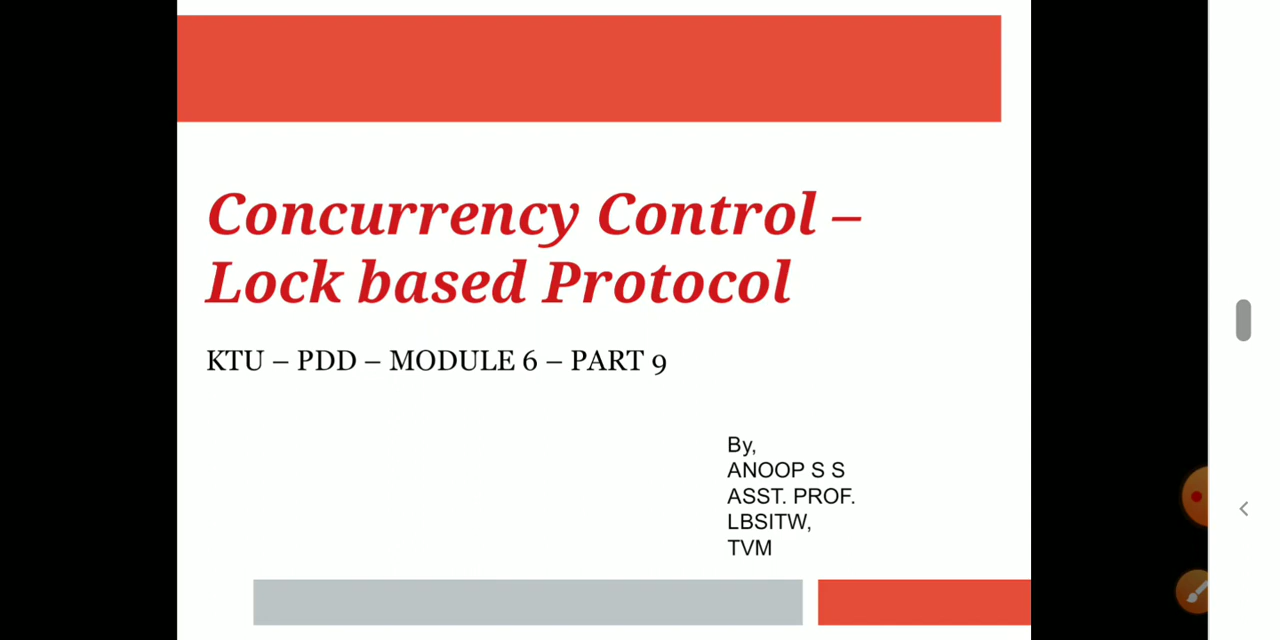 Concurrency Control –
Lock based Protocol
KTU – PDD – MODULE 6 – PART 9
By,
ANOOP S S
ASST. PROF.
LBSITW,
TVM